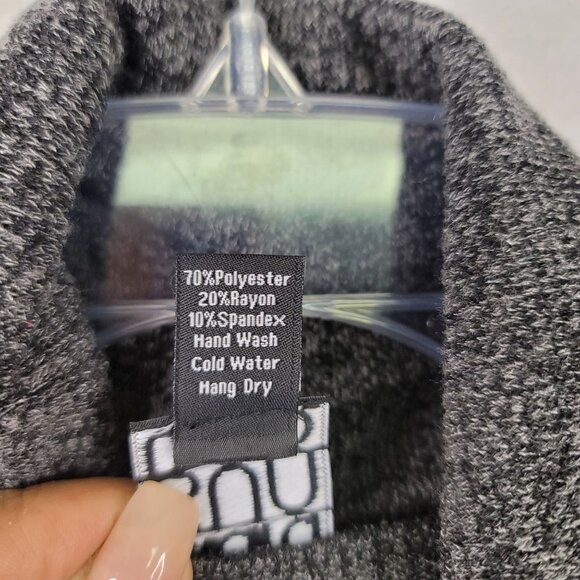 70%Polyester
20%Rayon
10%Spandex
Hand Wash
Cold Water
Hang Dry